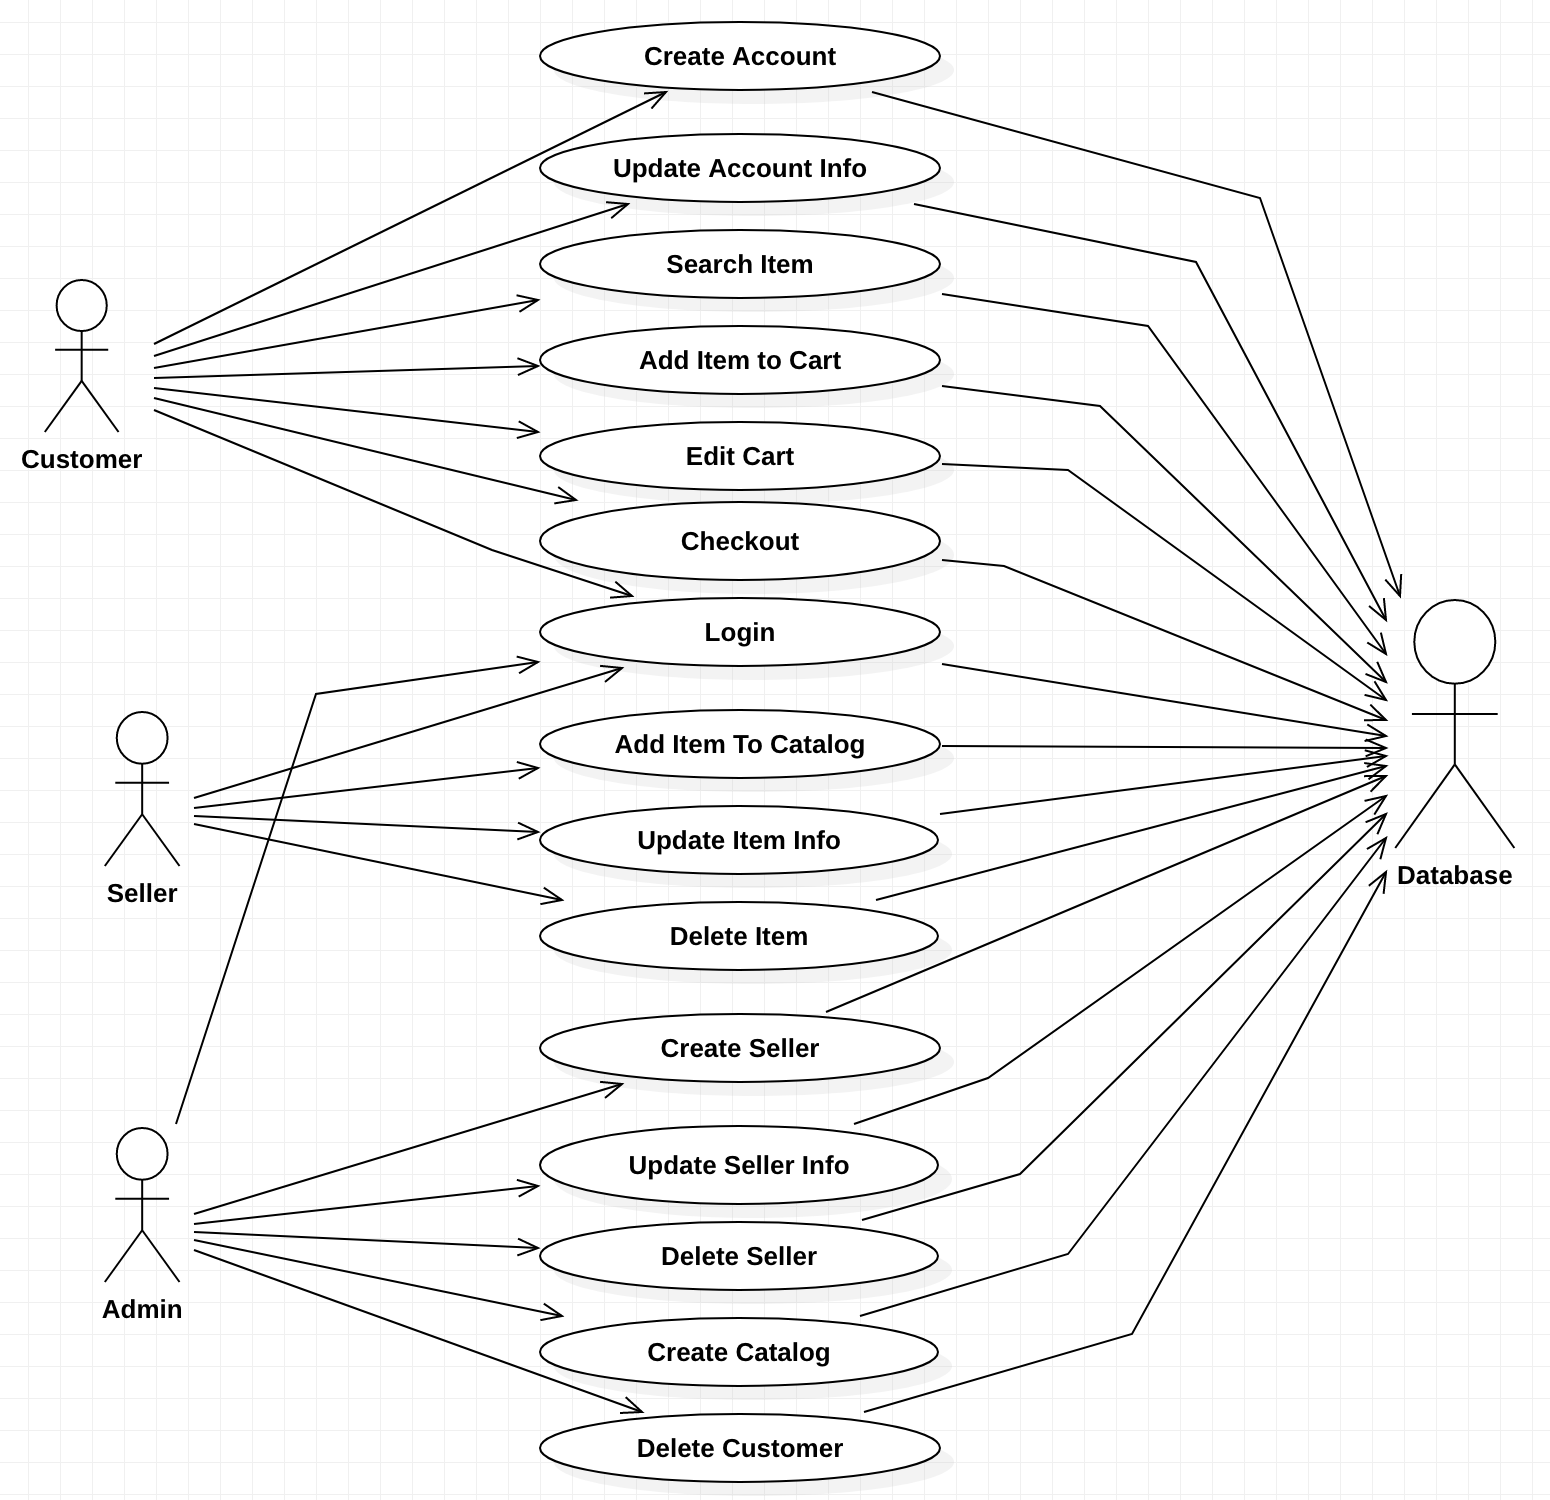 Create Account
Update Account Info
Search Item
Add Item to Cart
Edit Cart
Customer
Checkout
Login
Add Item To Catalog
Update Item Info
Database
Seller
Delete Item
Create Seller
Update Seller Info
Delete Seller
Admin
Create Catalog
Delete Customer